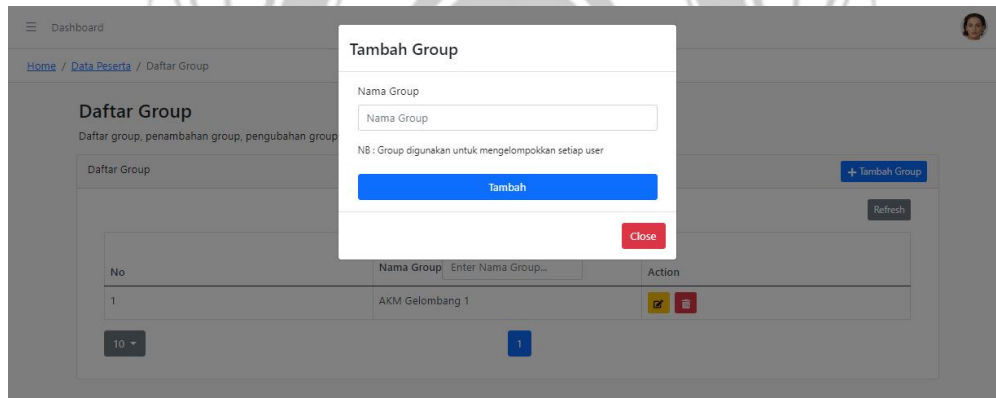 Dashboard
Home / Data Peserta / Daftar Group
Tambah Group
Nama Group
Nama Group
NB : Group digunakan untuk mengelompokkan setiap user
Tambah
Close
Daftar Group
Daftar group, penambahan group, pengubahan group
Daftar Group
+ Tambah Group
Refresh
No
Nama Group Enter Nama Group...
Action
1
AKM Gelombang 1
10
1